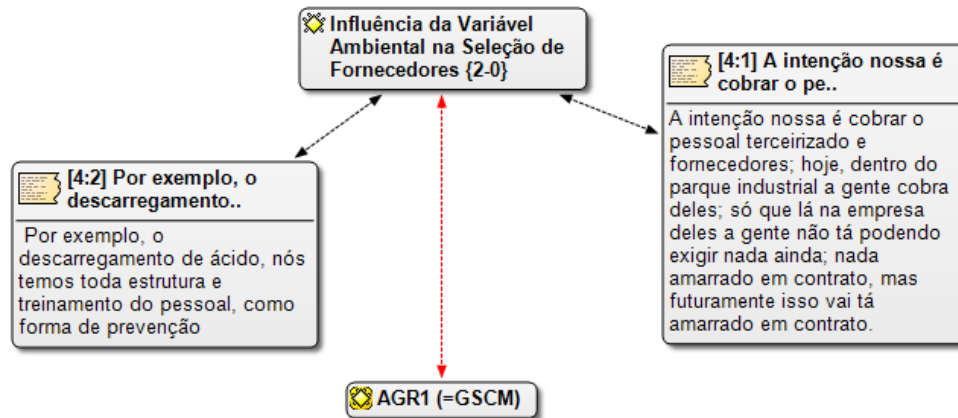 Influência da Variável
Ambiental na Seleção de
Fornecedores {2-0}
[4:1] A intenção nossa é
cobrar o pe..
A intenção nossa é cobrar o
pessoal terceirizado e
fornecedores; hoje, dentro do
parque industrial a gente cobra
deles; só que lá na empresa
deles a gente não tá podendo
exigir nada ainda; nada
amarrado em contrato, mas
futuramente isso vai tá
amarrado em contrato.
[4:2] Por exemplo, o
descarregamento..
Por exemplo, o
descarregamento de ácido, nós
temos toda estrutura e
treinamento do pessoal, como
forma de prevenção
AGR1 (=GSCM)